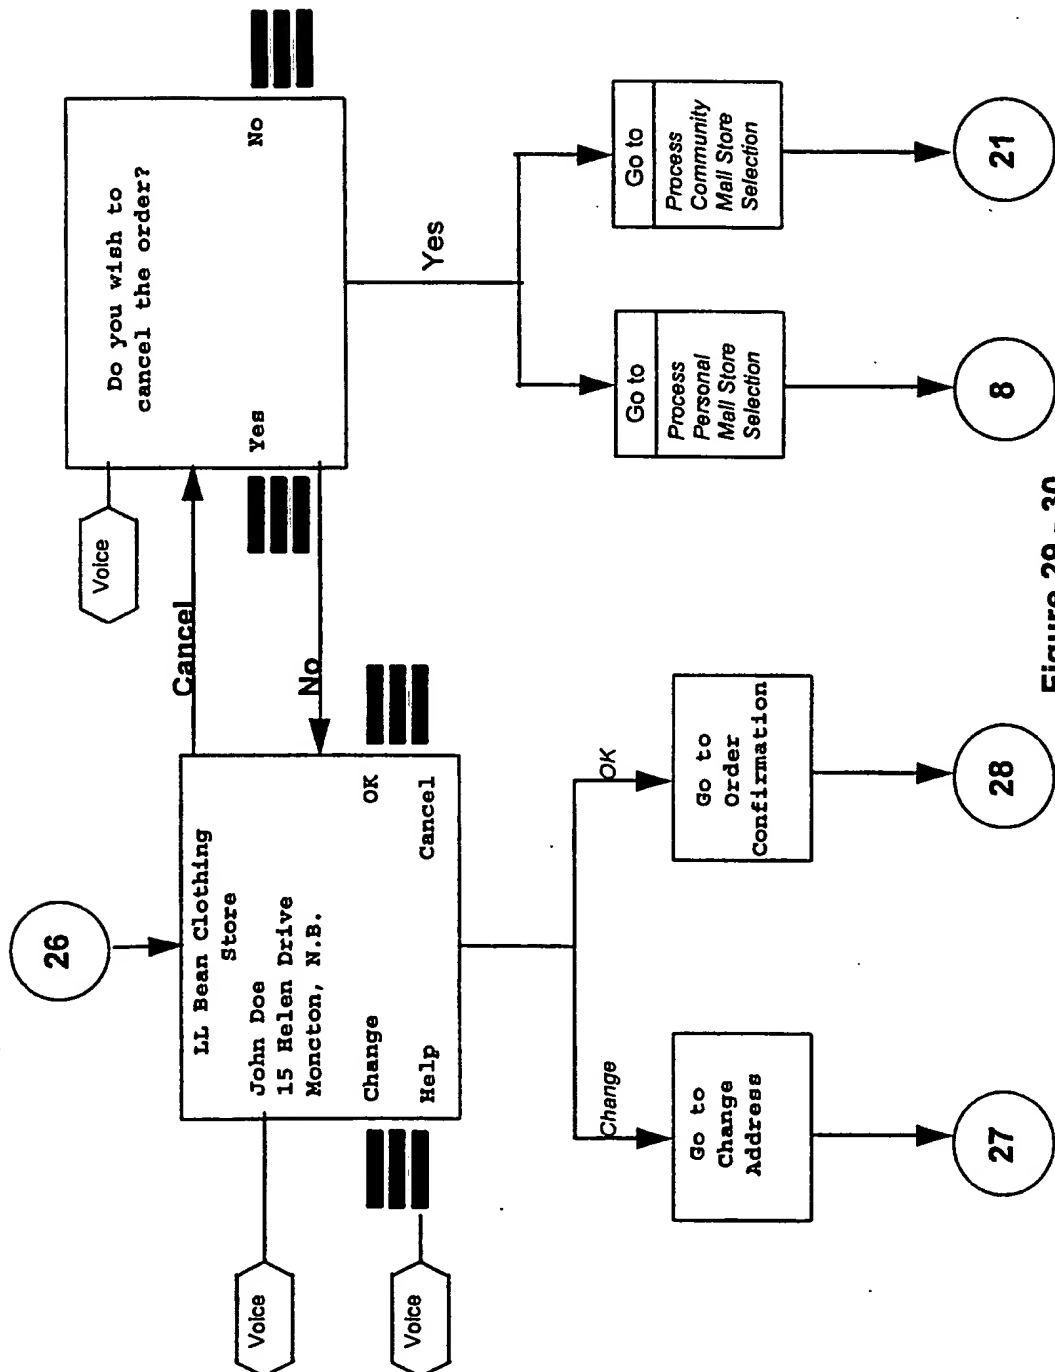 26
LL Bean Clothing
Store
John Doe
15 Helen Drive
Moncton, N.B.
Change OK
Help Cancel
Voice
Voice
Cancel
No
Voice
Do you wish to
cancel the order?
Yes No
Yes
Change
OK
Go to
Change
Address
Go to
Order
Confirmation
Go to
Process
Personal
Mall Store
Selection
Go to
Process
Community
Mall Store
Selection
27
28
8
21
Figure 29 - 30